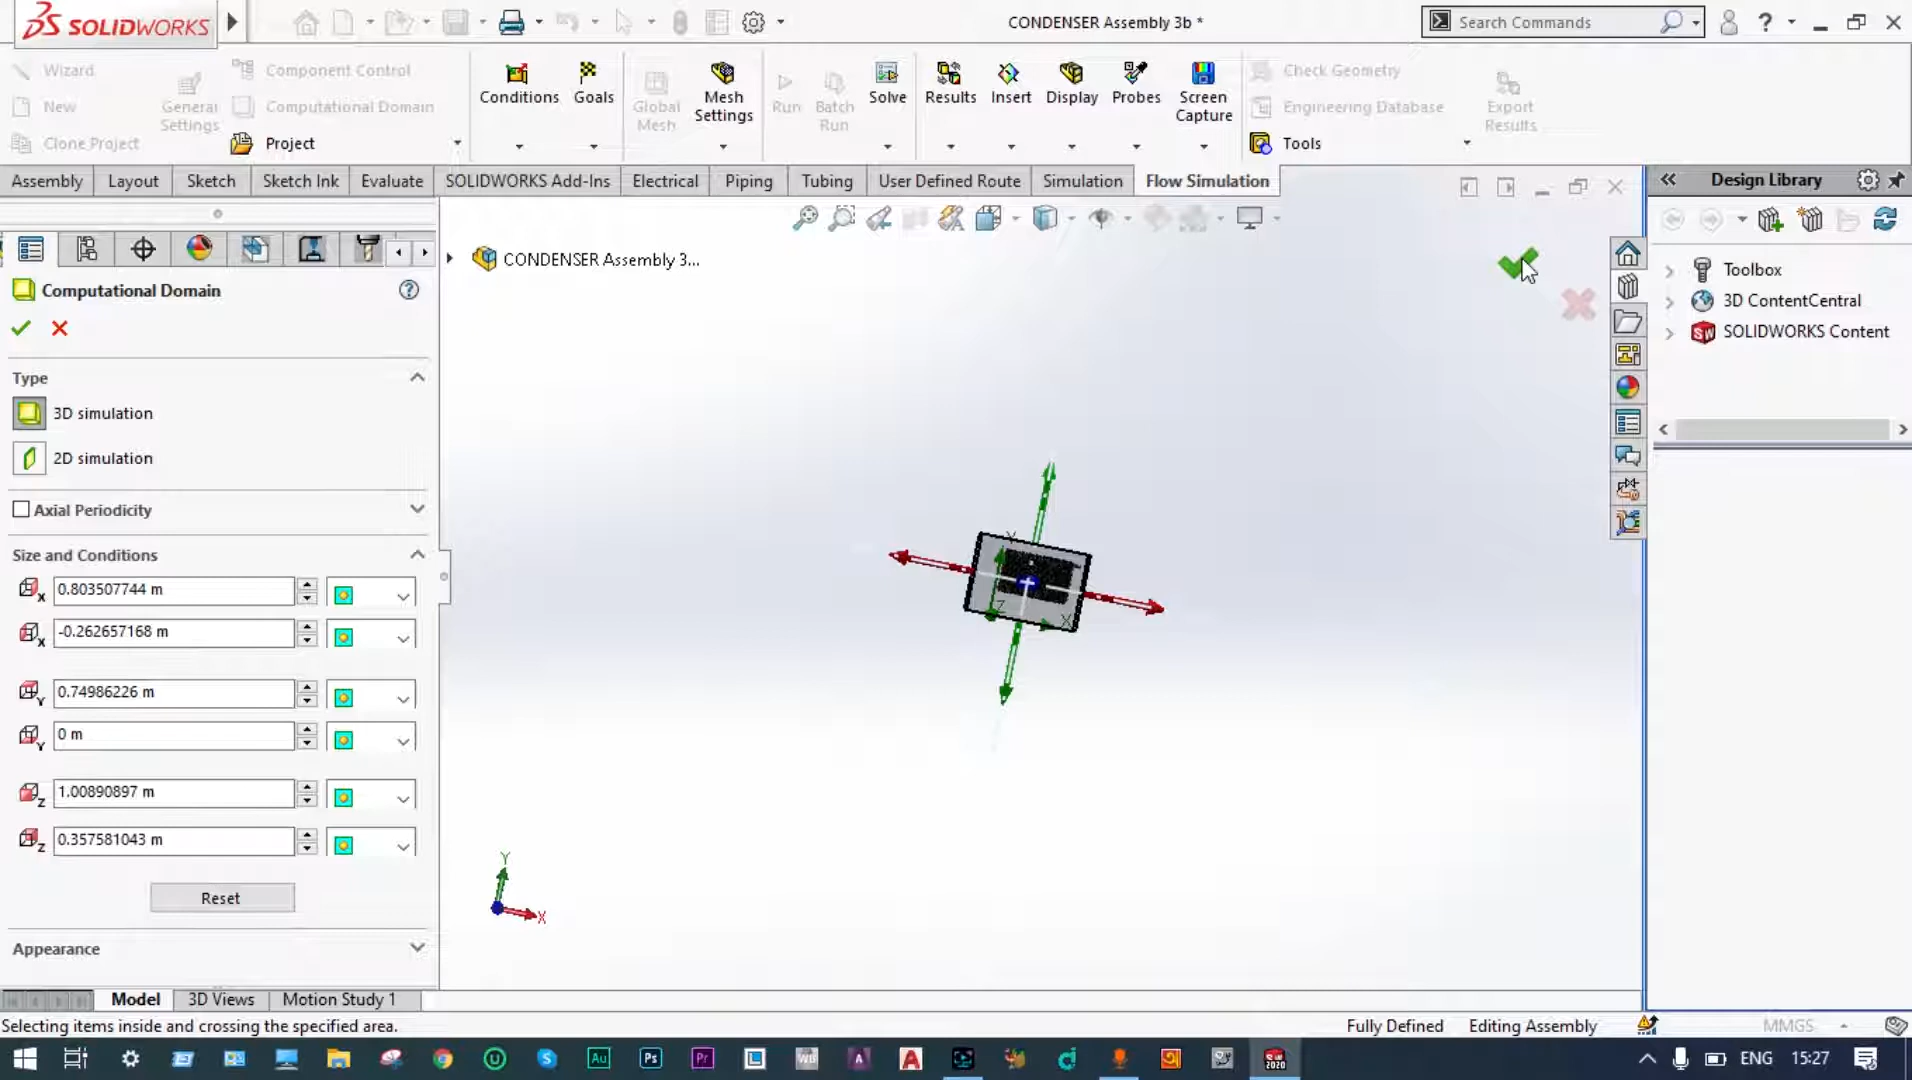 SOLIDWORKS
CONDENSER Assembly 3b *
Search Commands
Wizard
New
Clone Project
General Settings
Component Control
Computational Domain
Project
Conditions
Goals
Global Mesh
Mesh Settings
Run
Batch Run
Solve
Results
Insert
Display
Probes
Screen Capture
Check Geometry
Engineering Database
Tools
Export Results
Assembly
Layout
Sketch
Sketch Ink
Evaluate
SOLIDWORKS Add-Ins
Electrical
Piping
Tubing
User Defined Route
Simulation
Flow Simulation
Design Library
CONDENSER Assembly 3...
Toolbox
3D ContentCentral
SOLIDWORKS Content
Computational Domain
Type
3D simulation
2D simulation
Axial Periodicity
Size and Conditions
X 0.803507744 m
X -0.262657168 m
Y 0.74986226 m
Y 0 m
Z 1.00890897 m
Z 0.357581043 m
Reset
Appearance
Y
X
Z
Y
X
Model
3D Views
Motion Study 1
Selecting items inside and crossing the specified area.
Fully Defined
Editing Assembly
MMGS
Au
Ps
Pr
SW 2020
ENG
15:27